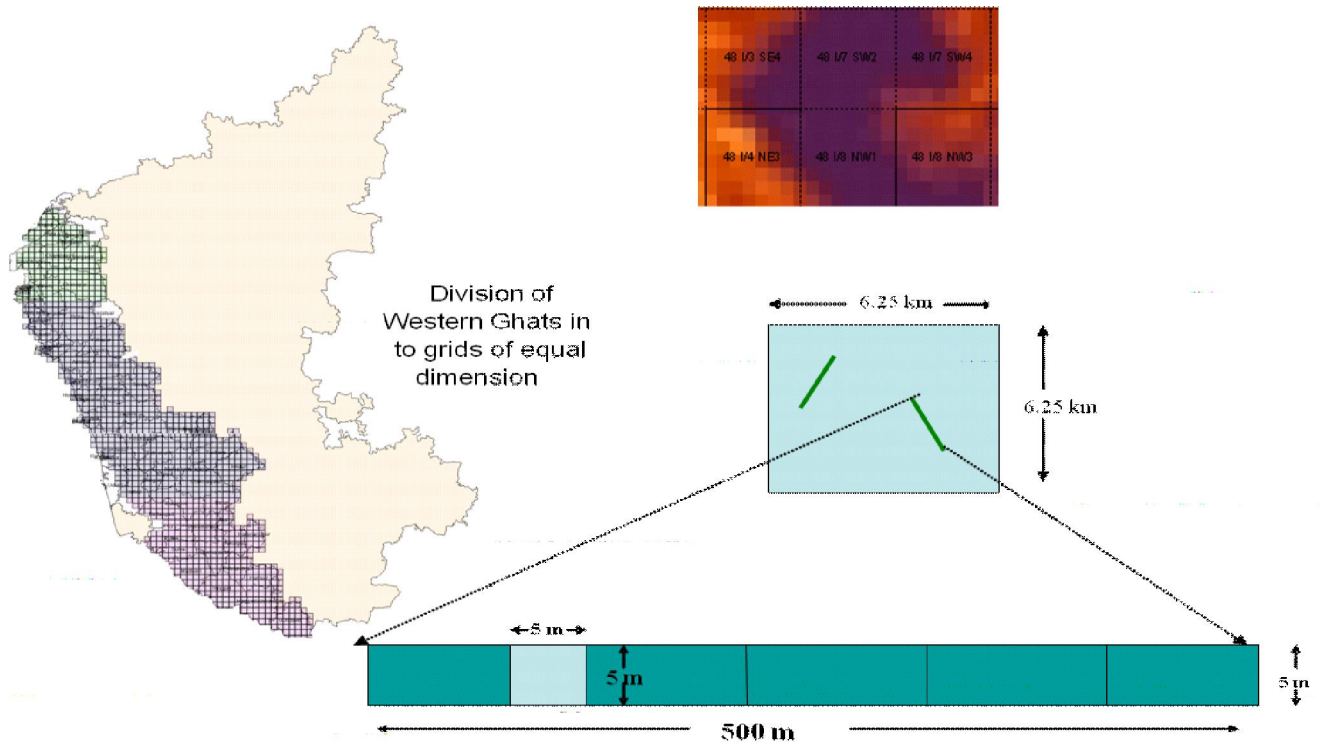 48 I/3 SE4
48 I/7 SW2
48 I/7 SW4
48 I/4 NE3
48 I/8 NW1
48 I/8 NW3
Division of
Western Ghats in
to grids of equal
dimension
6.25 km
6.25 km
5 m
5 m
5 m
500 m